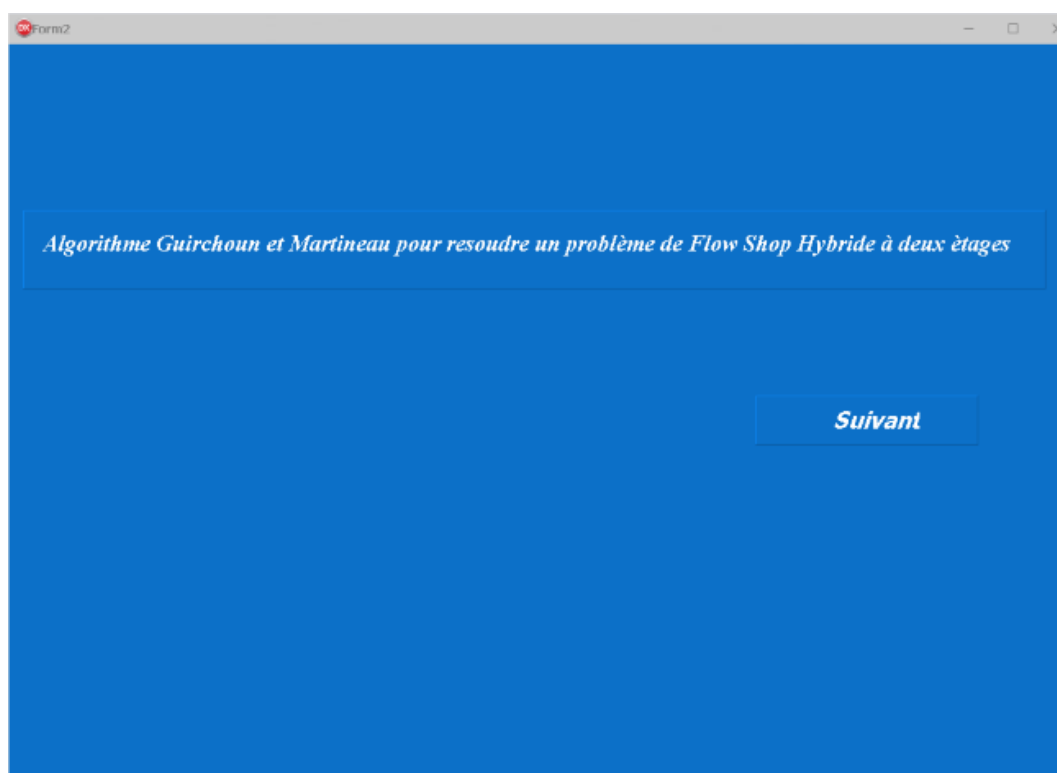 Form2
Algorithme Guirchoun et Martineau pour resoudre un problème de Flow Shop Hybride à deux ètages
Suivant